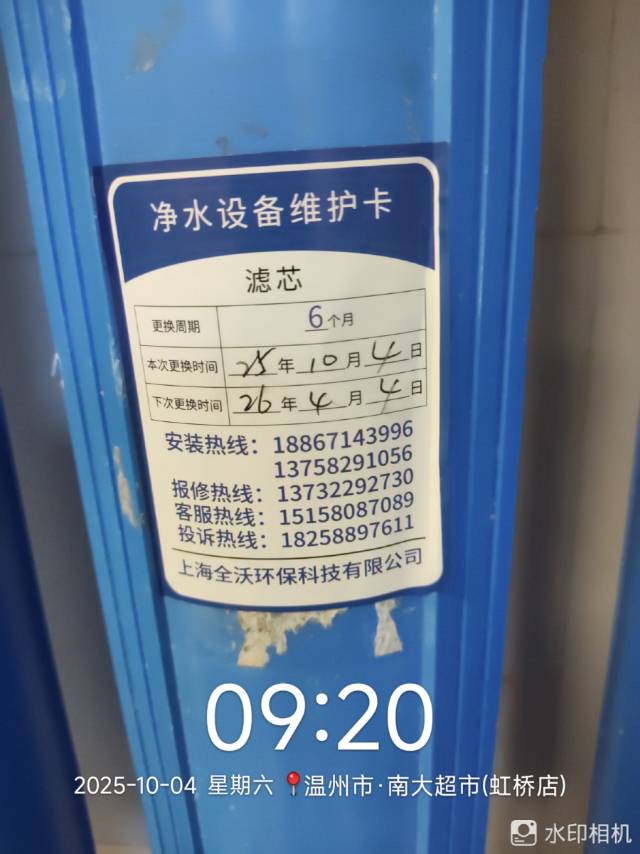 净水设备维护卡
滤芯
更换周期 6个月
本次更换时间 25年10月4日
下次更换时间 26年4月4日
安装热线：18867143996
13758291056
报修热线：13732292730
客服热线：15158087089
投诉热线：18258897611
上海全沃环保科技有限公司
09:20
2025-10-04 星期六 温州市·南大超市(虹桥店)
水印相机